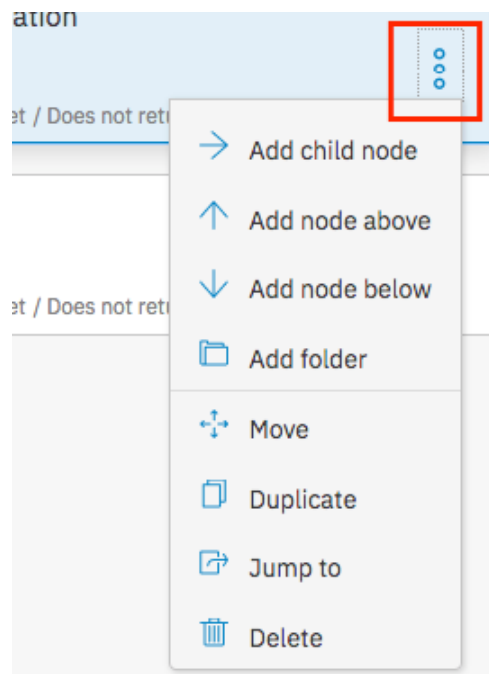 ation
et / Does not retu
Add child node
Add node above
Add node below
et / Does not retu
Add folder
Move
Duplicate
Jump to
Delete